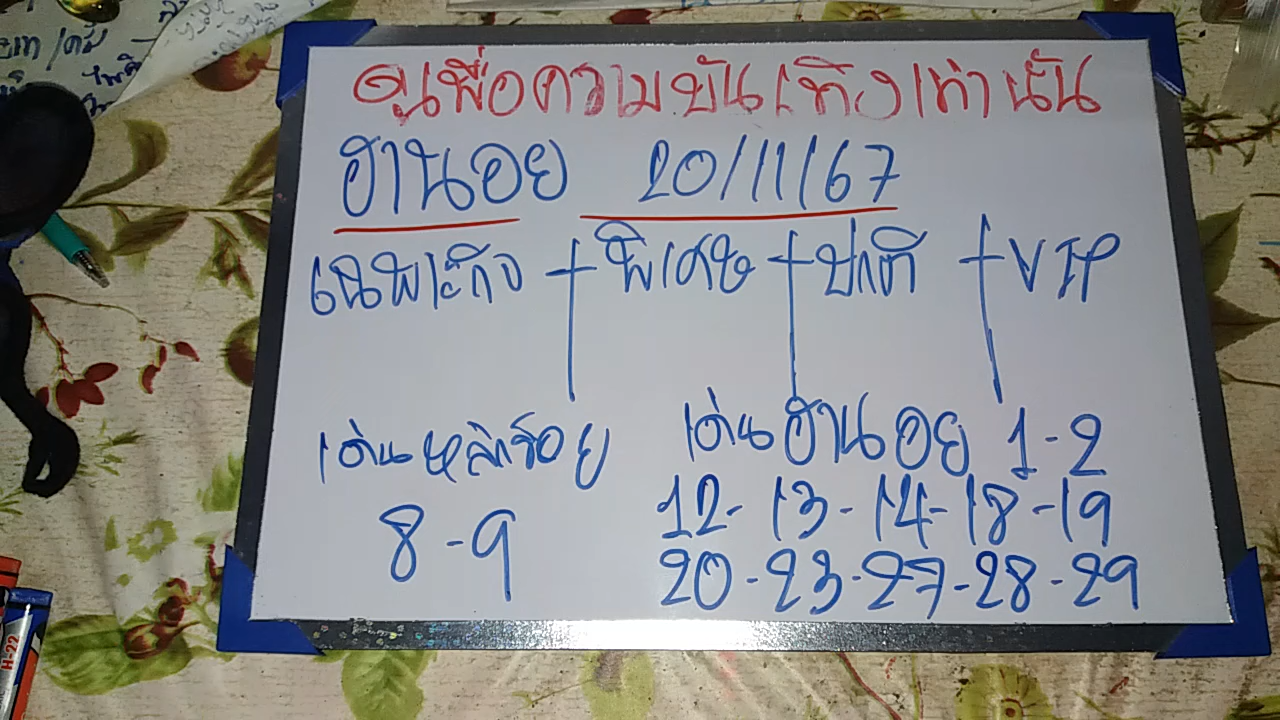 ดูเพื่อความบันเทิงเท่านั้น
ฮานอย 20/11/67
เฉพาะกิจ พิเศษ ปกติ VIP
เด่นหลักร้อย
8-9
เด่นฮานอย 1-2
12-13-14-18-19
20-23-27-28-29
H-22